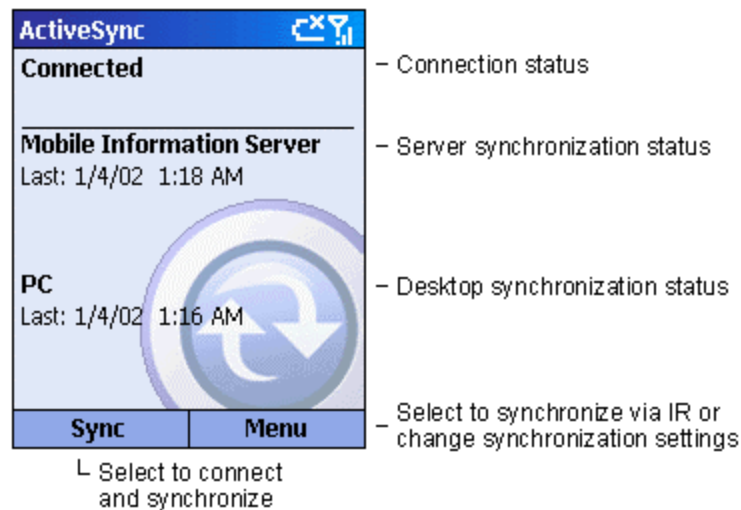 ActiveSync
Connected
– Connection status
Mobile Information Server
– Server synchronization status
Last: 1/4/02 1:18 AM
PC
– Desktop synchronization status
Last: 1/4/02 1:16 AM
Sync
Menu
– Select to synchronize via IR or
change synchronization settings
Select to connect
and synchronize